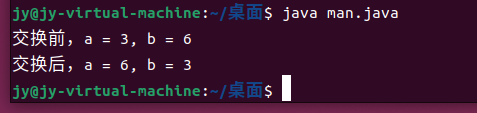 jy@jy-virtual-machine:~/桌面$ java man.java
交换前，a = 3, b = 6
交换后，a = 6, b = 3
jy@jy-virtual-machine:~/桌面$